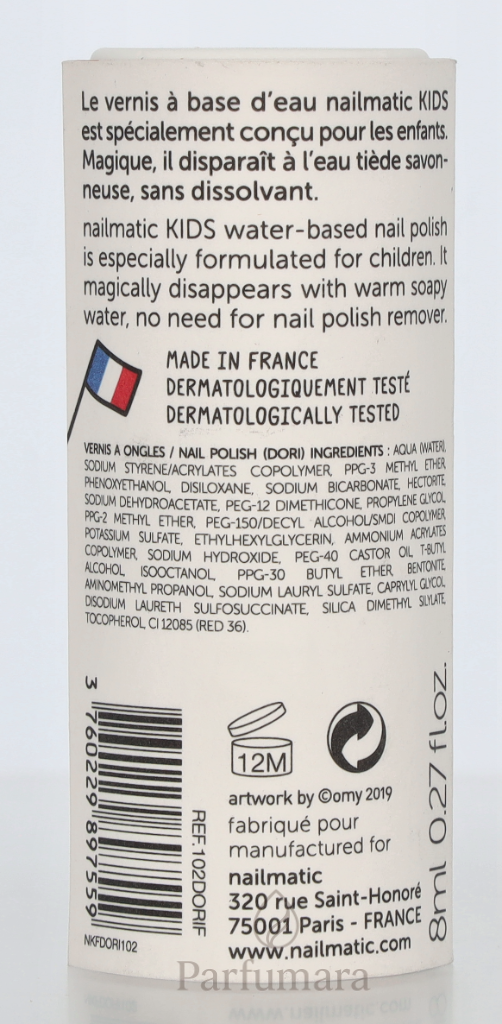 Le vernis à base d'eau nailmatic KIDS
est spécialement conçu pour les enfants.
Magique, il disparaît à l'eau tiède savon-
neuse, sans dissolvant.
nailmatic KIDS water-based nail polish
is especially formulated for children. It
magically disappears with warm soapy
water, no need for nail polish remover.
MADE IN FRANCE
DERMATOLOGIQUEMENT TESTÉ
DERMATOLOGICALLY TESTED
VERNIS A ONGLES / NAIL POLISH (DORI) INGREDIENTS : AQUA (WATER),
SODIUM STYRENE/ACRYLATES COPOLYMER, PPG-3 METHYL ETHER,
PHENOXYETHANOL, DISILOXANE, SODIUM BICARBONATE, HECTORITE,
SODIUM DEHYDROACETATE, PEG-12 DIMETHICONE, PROPYLENE GLYCOL,
PPG-2 METHYL ETHER, PEG-150/DECYL ALCOHOL/SMDI COPOLYMER,
POTASSIUM SULFATE, ETHYLHEXYLGLYCERIN, AMMONIUM ACRYLATES
COPOLYMER, SODIUM HYDROXIDE, PEG-40 CASTOR OIL, T-BUTYL
ALCOHOL, ISOOCTANOL, PPG-30 BUTYL ETHER, BENTONITE,
AMINOMETHYL PROPANOL, SODIUM LAURYL SULFATE, CAPRYLYL GLYCOL,
DISODIUM LAURETH SULFOSUCCINATE, SILICA DIMETHYL SILYLATE,
TOCOPHEROL, CI 12085 (RED 36).
3 760229 897559
REF.102DORIF
NKFDORI102
12M
artwork by ©omy 2019
fabriqué pour
manufactured for
nailmatic
320 rue Saint-Honoré
75001 Paris - FRANCE
www.nailmatic.com
8ml 0.27 fl.oz.
Parfumara